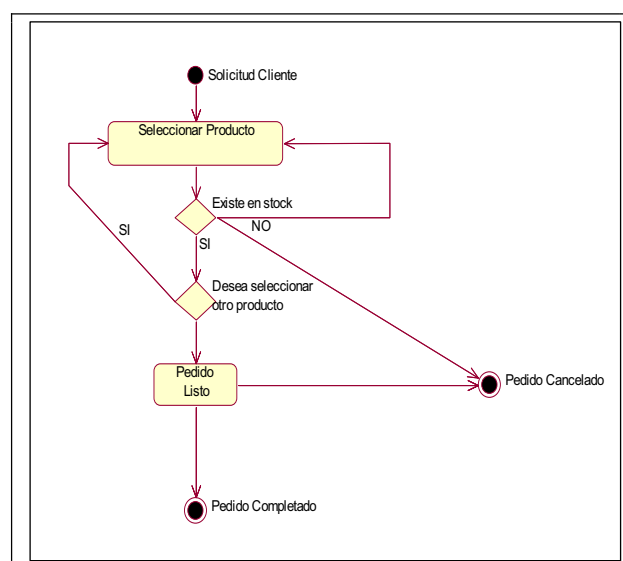 Solicitud Cliente
Seleccionar Producto
Existe en stock
NO
SI
SI
Desea seleccionar
otro producto
Pedido
Listo
Pedido Cancelado
Pedido Completado